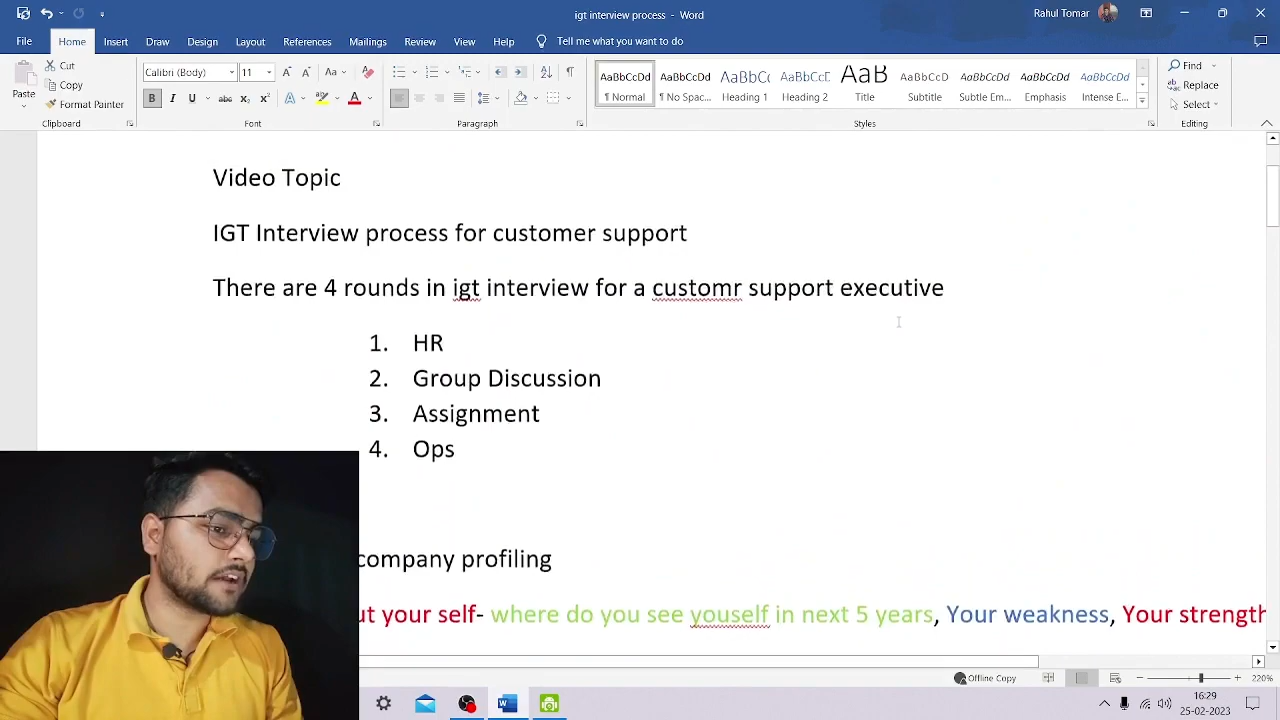 igt interview - Word
Rahul Tomar
File Home Insert Draw Design Layout References Mailings Review View Help Tell me what you want to do
Paste
Cut
Copy
Format Painter
Clipboard
Calibri (Body) 11
Font
Paragraph
AaBbCcDd AaBbCcDd AaBbCc AaBbCcC AaB AaBbCcD AaBbCcDd AaBbCcDd AaBbCcDd
¶ Normal ¶ No Spac... Heading 1 Heading 2 Title Subtitle Subtle Em... Emphasis Intense E...
Styles
Find
Replace
Select
Editing
Video Topic
IGT Interview process for customer support
There are 4 rounds in igt interview for a customr support executive
1. HR
2. Group Discussion
3. Assignment
4. Ops
company profiling
ut your self- where do you see youself in next 5 years, Your weakness, Your strength
Offline Copy
220%
16:29
25-05-2023